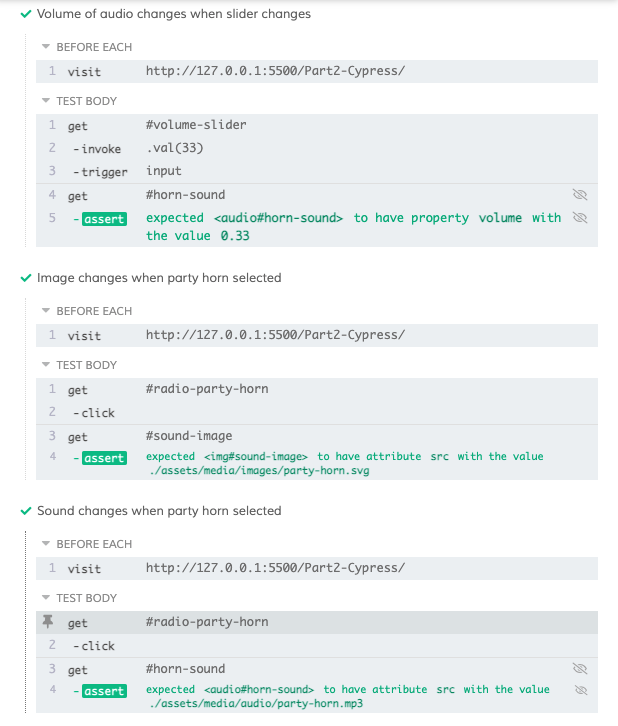 Volume of audio changes when slider changes
BEFORE EACH
1 visit http://127.0.0.1:5500/Part2-Cypress/
TEST BODY
1 get #volume-slider
2 -invoke .val(33)
3 -trigger input
4 get #horn-sound
5 -assert expected <audio#horn-sound> to have property volume with
the value 0.33
Image changes when party horn selected
BEFORE EACH
1 visit http://127.0.0.1:5500/Part2-Cypress/
TEST BODY
1 get #radio-party-horn
2 -click
3 get #sound-image
4 -assert expected <img#sound-image> to have attribute src with the value
./assets/media/images/party-horn.svg
Sound changes when party horn selected
BEFORE EACH
1 visit http://127.0.0.1:5500/Part2-Cypress/
TEST BODY
get #radio-party-horn
2 -click
3 get #horn-sound
4 -assert expected <audio#horn-sound> to have attribute src with the value
./assets/media/audio/party-horn.mp3